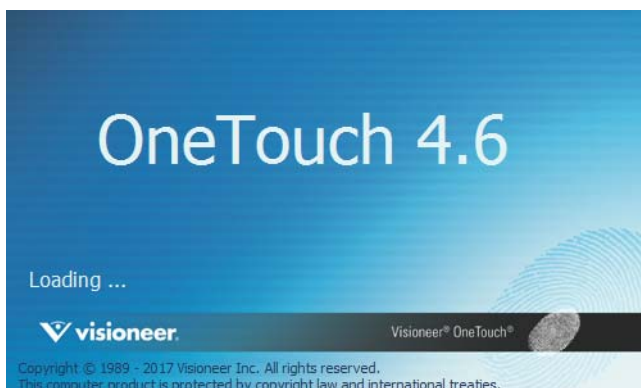 OneTouch 4.6
Loading ...
visioneer.
Visioneer® OneTouch®
Copyright © 1989 - 2017 Visioneer Inc. All rights reserved.
This computer product is protected by copyright law and international treaties.